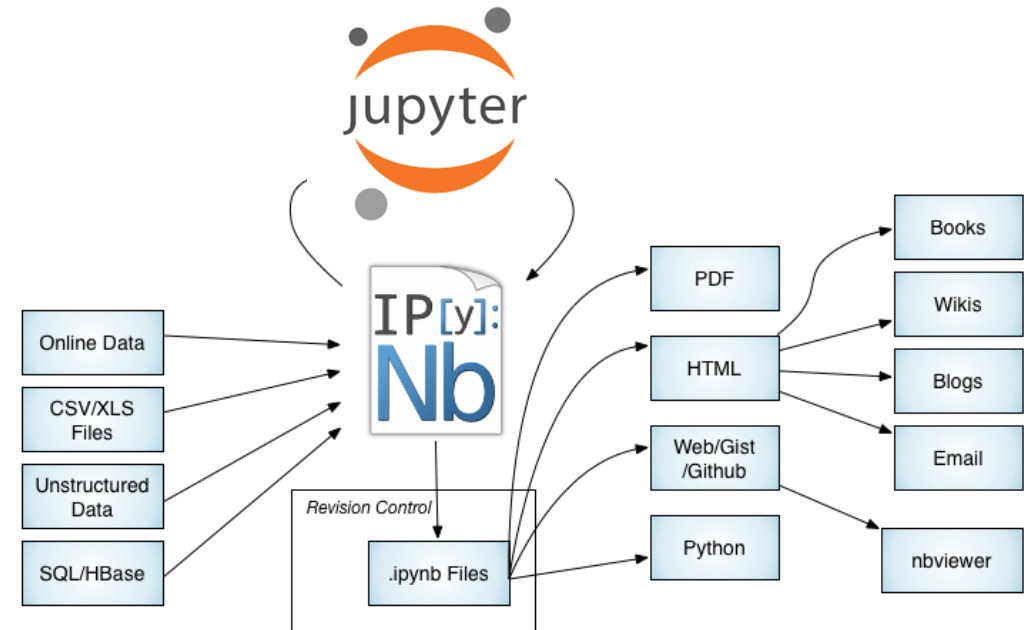 jupyter
IP[y]:
Nb
Online Data
CSV/XLS
Files
Unstructured
Data
SQL/HBase
Revision Control
.ipynb Files
PDF
HTML
Web/Gist
/Github
Python
Books
Wikis
Blogs
Email
nbviewer